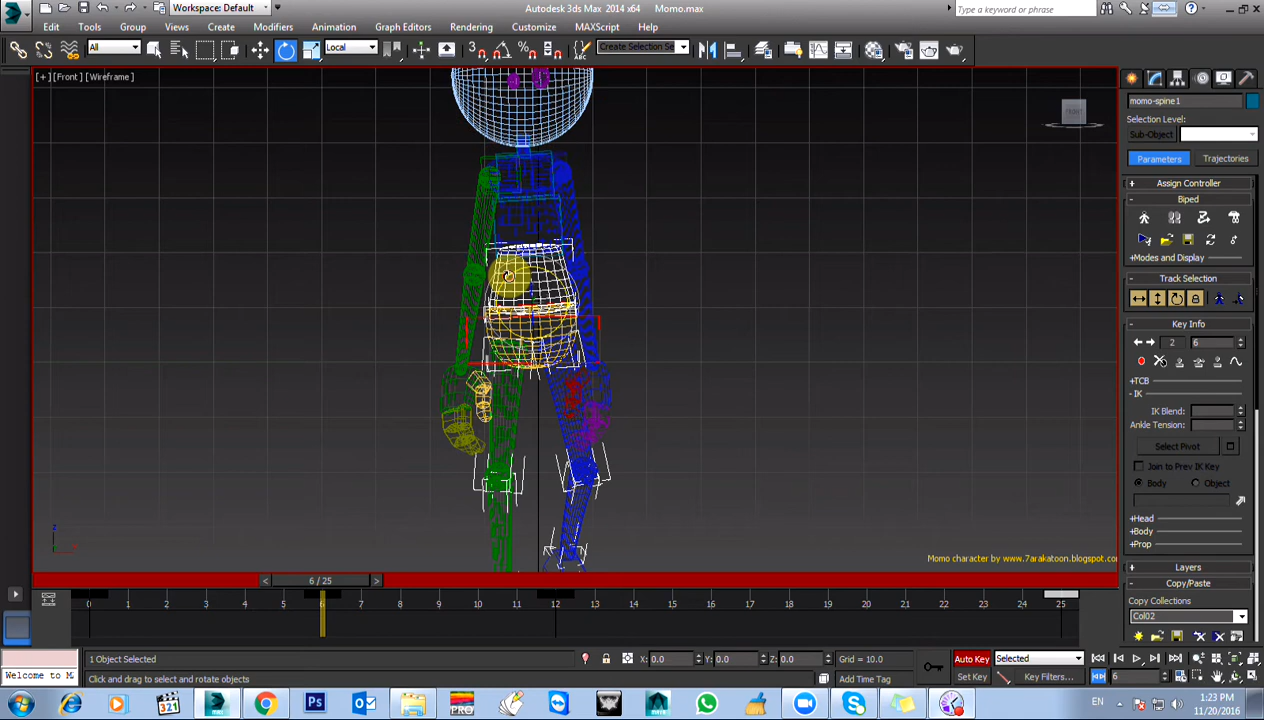 Workspace: Default
Autodesk 3ds Max 2014 x64 Momo.max
Type a keyword or phrase
Edit Tools Group Views Create Modifiers Animation Graph Editors Rendering Customize MAXScript Help
All Local Create Selection Se
[+] [Front] [Wireframe]
FRONT
momo-spine1
Selection Level:
Sub-Object
Parameters Trajectories
+ Assign Controller
- Biped
+Modes and Display
- Track Selection
- Key Info
2 6
+TCB
- IK
IK Blend:
Ankle Tension:
Select Pivot
Join to Prev IK Key
Body Object
+Head
+Body
+Prop
Momo character by www.7arakatoon.blogspot.com
+ Layers
- Copy/Paste
Copy Collections
Col02
< 6 / 25 >
0 1 2 3 4 5 6 7 8 9 10 11 12 13 14 15 16 17 18 19 20 21 22 23 24 25
1 Object Selected X: 0.0 Y: 0.0 Z: 0.0 Grid = 10.0 Auto Key Selected
Welcome to M Click and drag to select and rotate objects Add Time Tag Set Key Key Filters... 6
EN 1:23 PM
11/20/2016